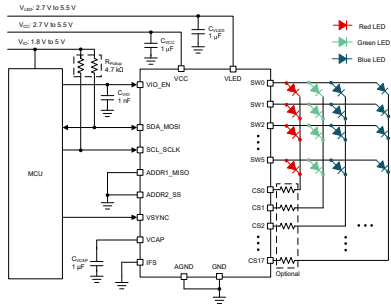 VLED: 2.7 V to 5.5 V
VCC: 2.7 V to 5.5 V
VIO: 1.8 V to 5 V
CVLED
1 µF
CVCC
1 µF
RPullup
4.7 kΩ
VCC
VLED
Red LED
Green LED
Blue LED
VIO_EN
CVIO
1 nF
SDA_MOSI
SCL_SCLK
MCU
ADDR1_MISO
ADDR2_SS
VSYNC
VCAP
CVCAP
1 µF
IFS
AGND
GND
SW0
SW1
SW2
SW5
CS0
CS1
CS2
CS17
Optional